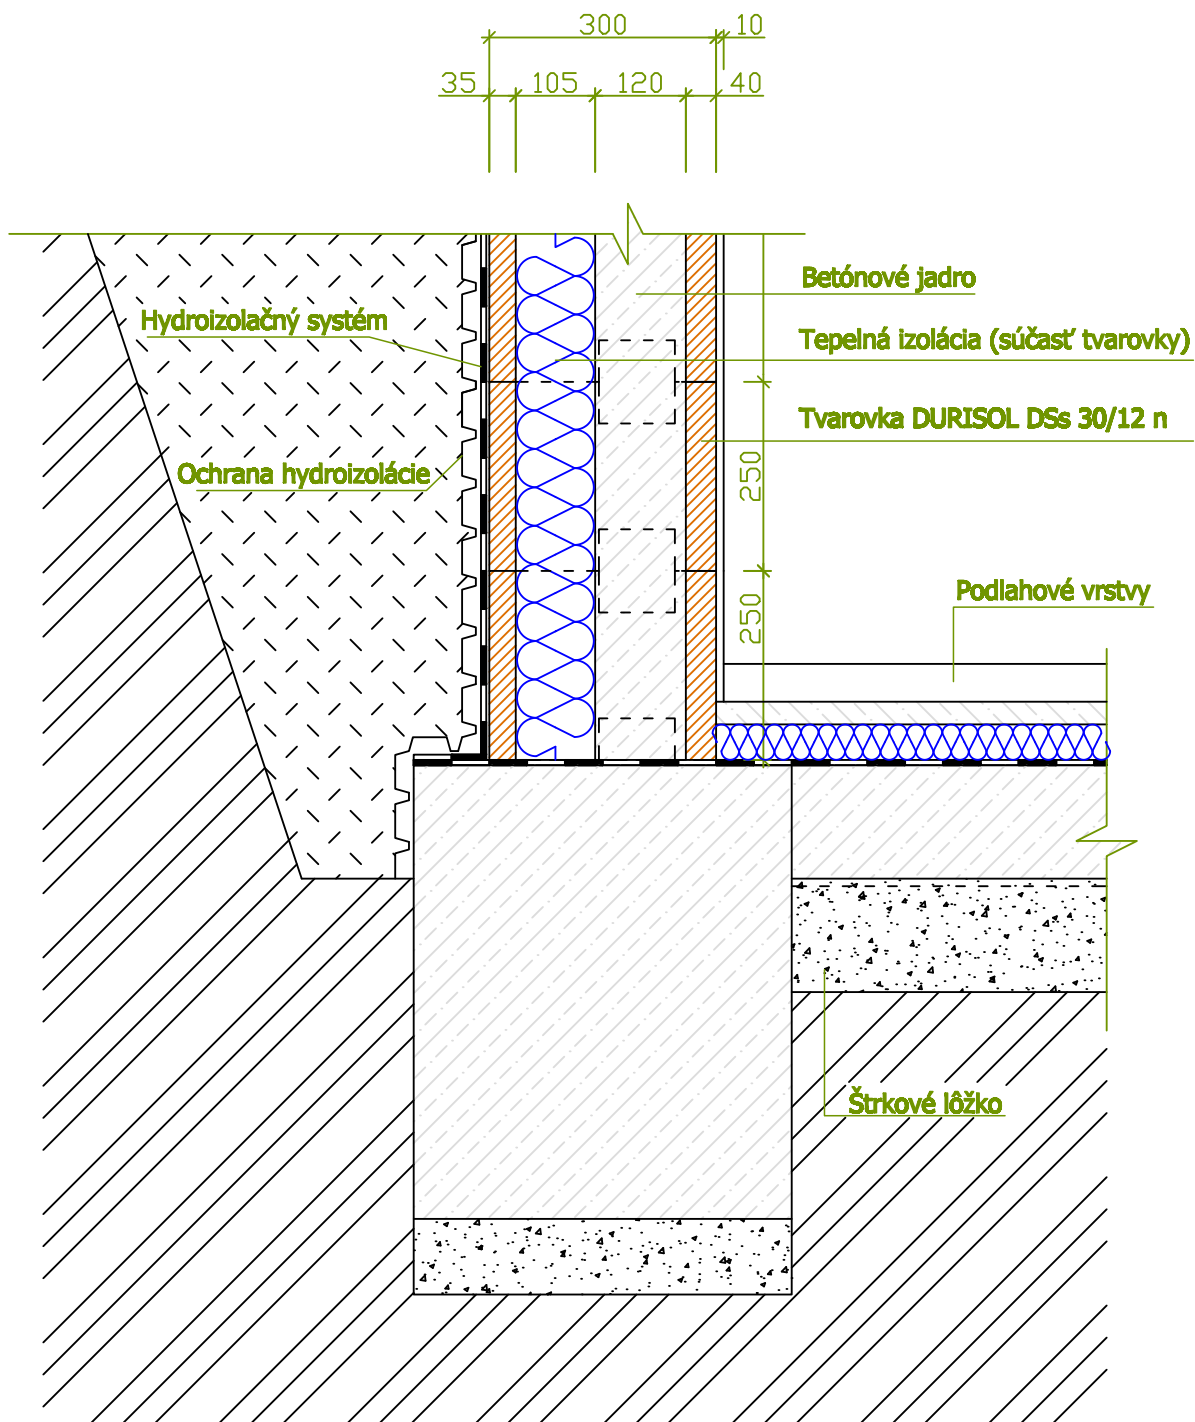 300
10
35
105
120
40
Betónové jadro
Hydroizolačný systém
Tepelná izolácia (súčasť tvarovky)
Tvarovka DURISOL DSs 30/12 n
Ochrana hydroizolácie
250
Podlahové vrstvy
250
Štrkové lôžko